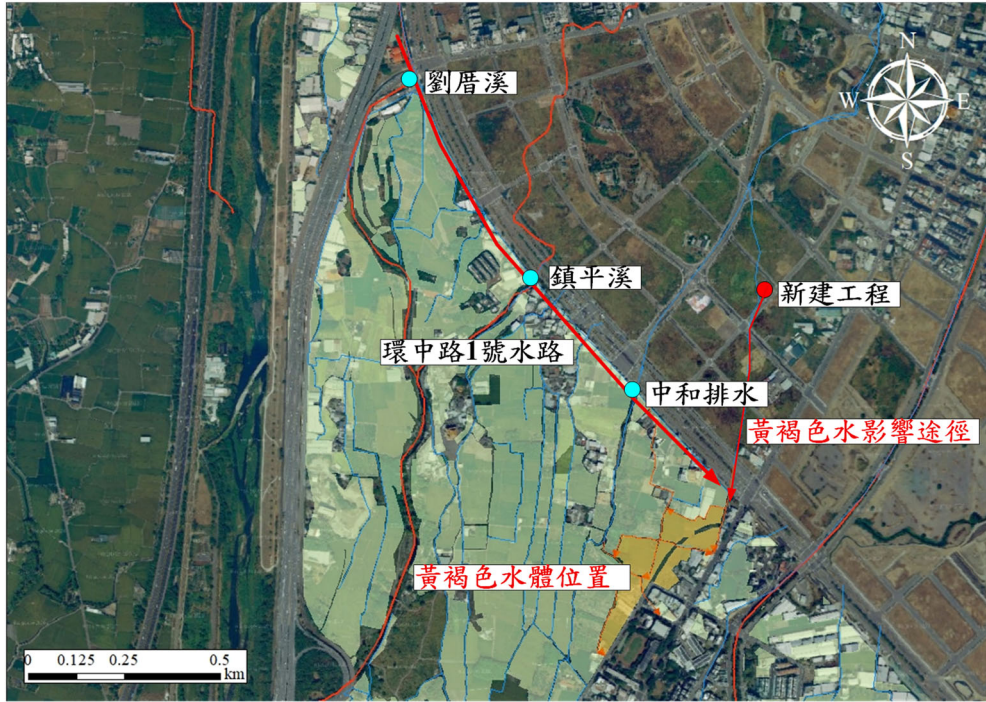 N
W E
S
劉厝溪
鎮平溪
新建工程
環中路1號水路
中和排水
黃褐色水影響途徑
黃褐色水體位置
0 0.125 0.25 0.5
km